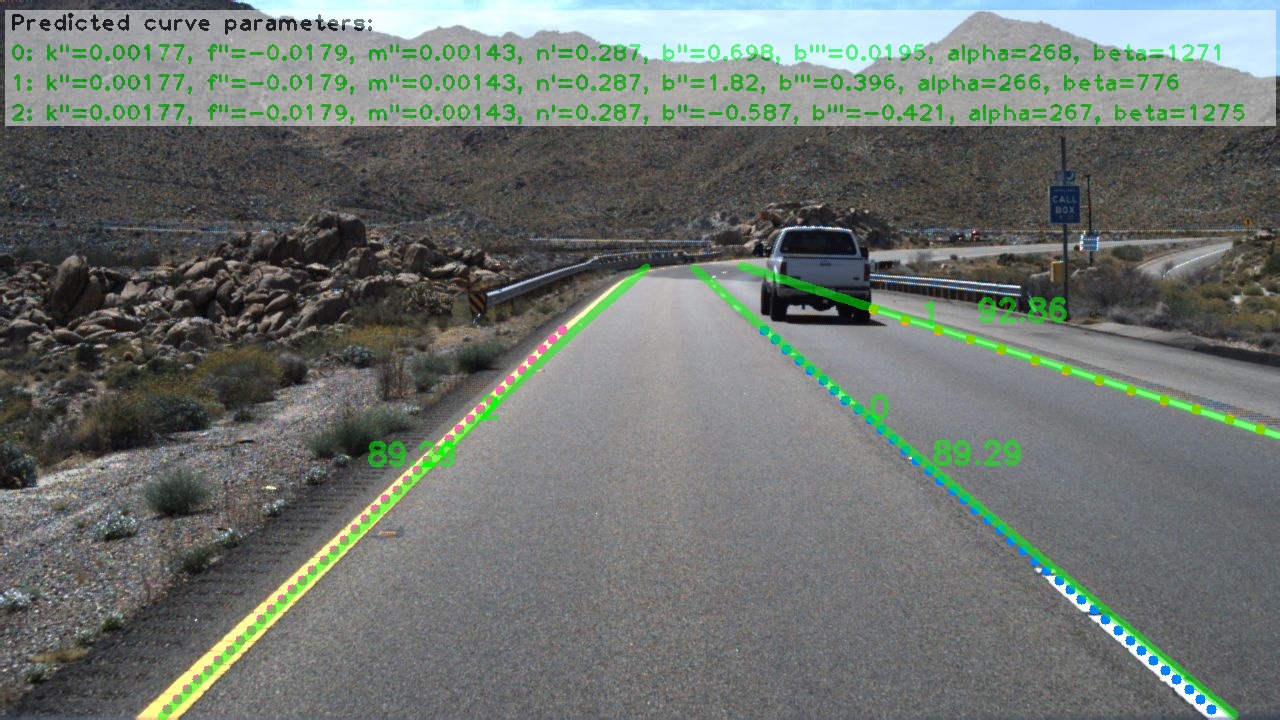 Predicted curve parameters:
0: k''=0.00177, f''=-0.0179, m''=0.00143, n'=0.287, b''=0.698, b'''=0.0195, alpha=268, beta=1271
1: k''=0.00177, f''=-0.0179, m''=0.00143, n'=0.287, b''=1.82, b'''=0.396, alpha=266, beta=776
2: k''=0.00177, f''=-0.0179, m''=0.00143, n'=0.287, b''=-0.587, b'''=-0.421, alpha=267, beta=1275
CALL
BOX
1 92.86
2 0
89.29 89.29